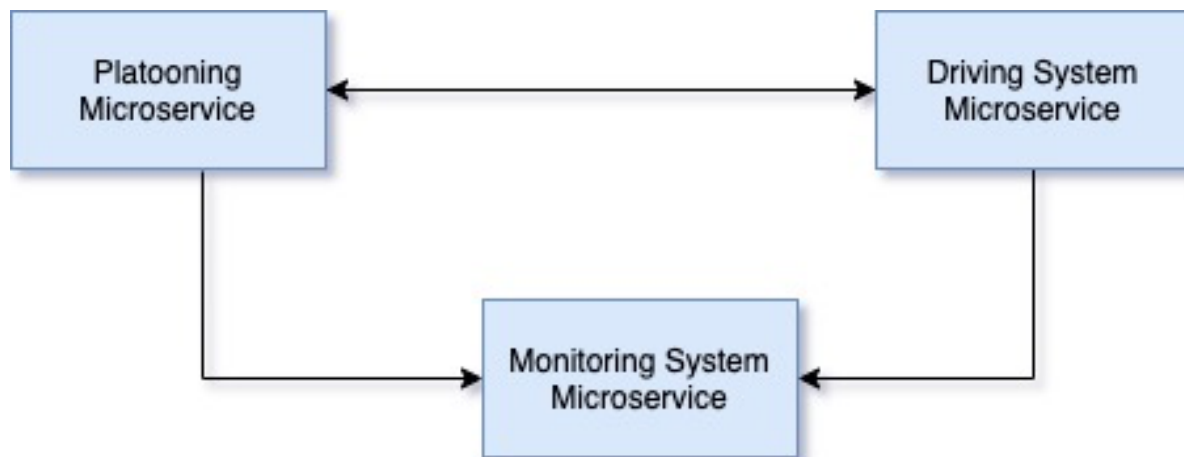 Platooning
Microservice
Driving System
Microservice
Monitoring System
Microservice